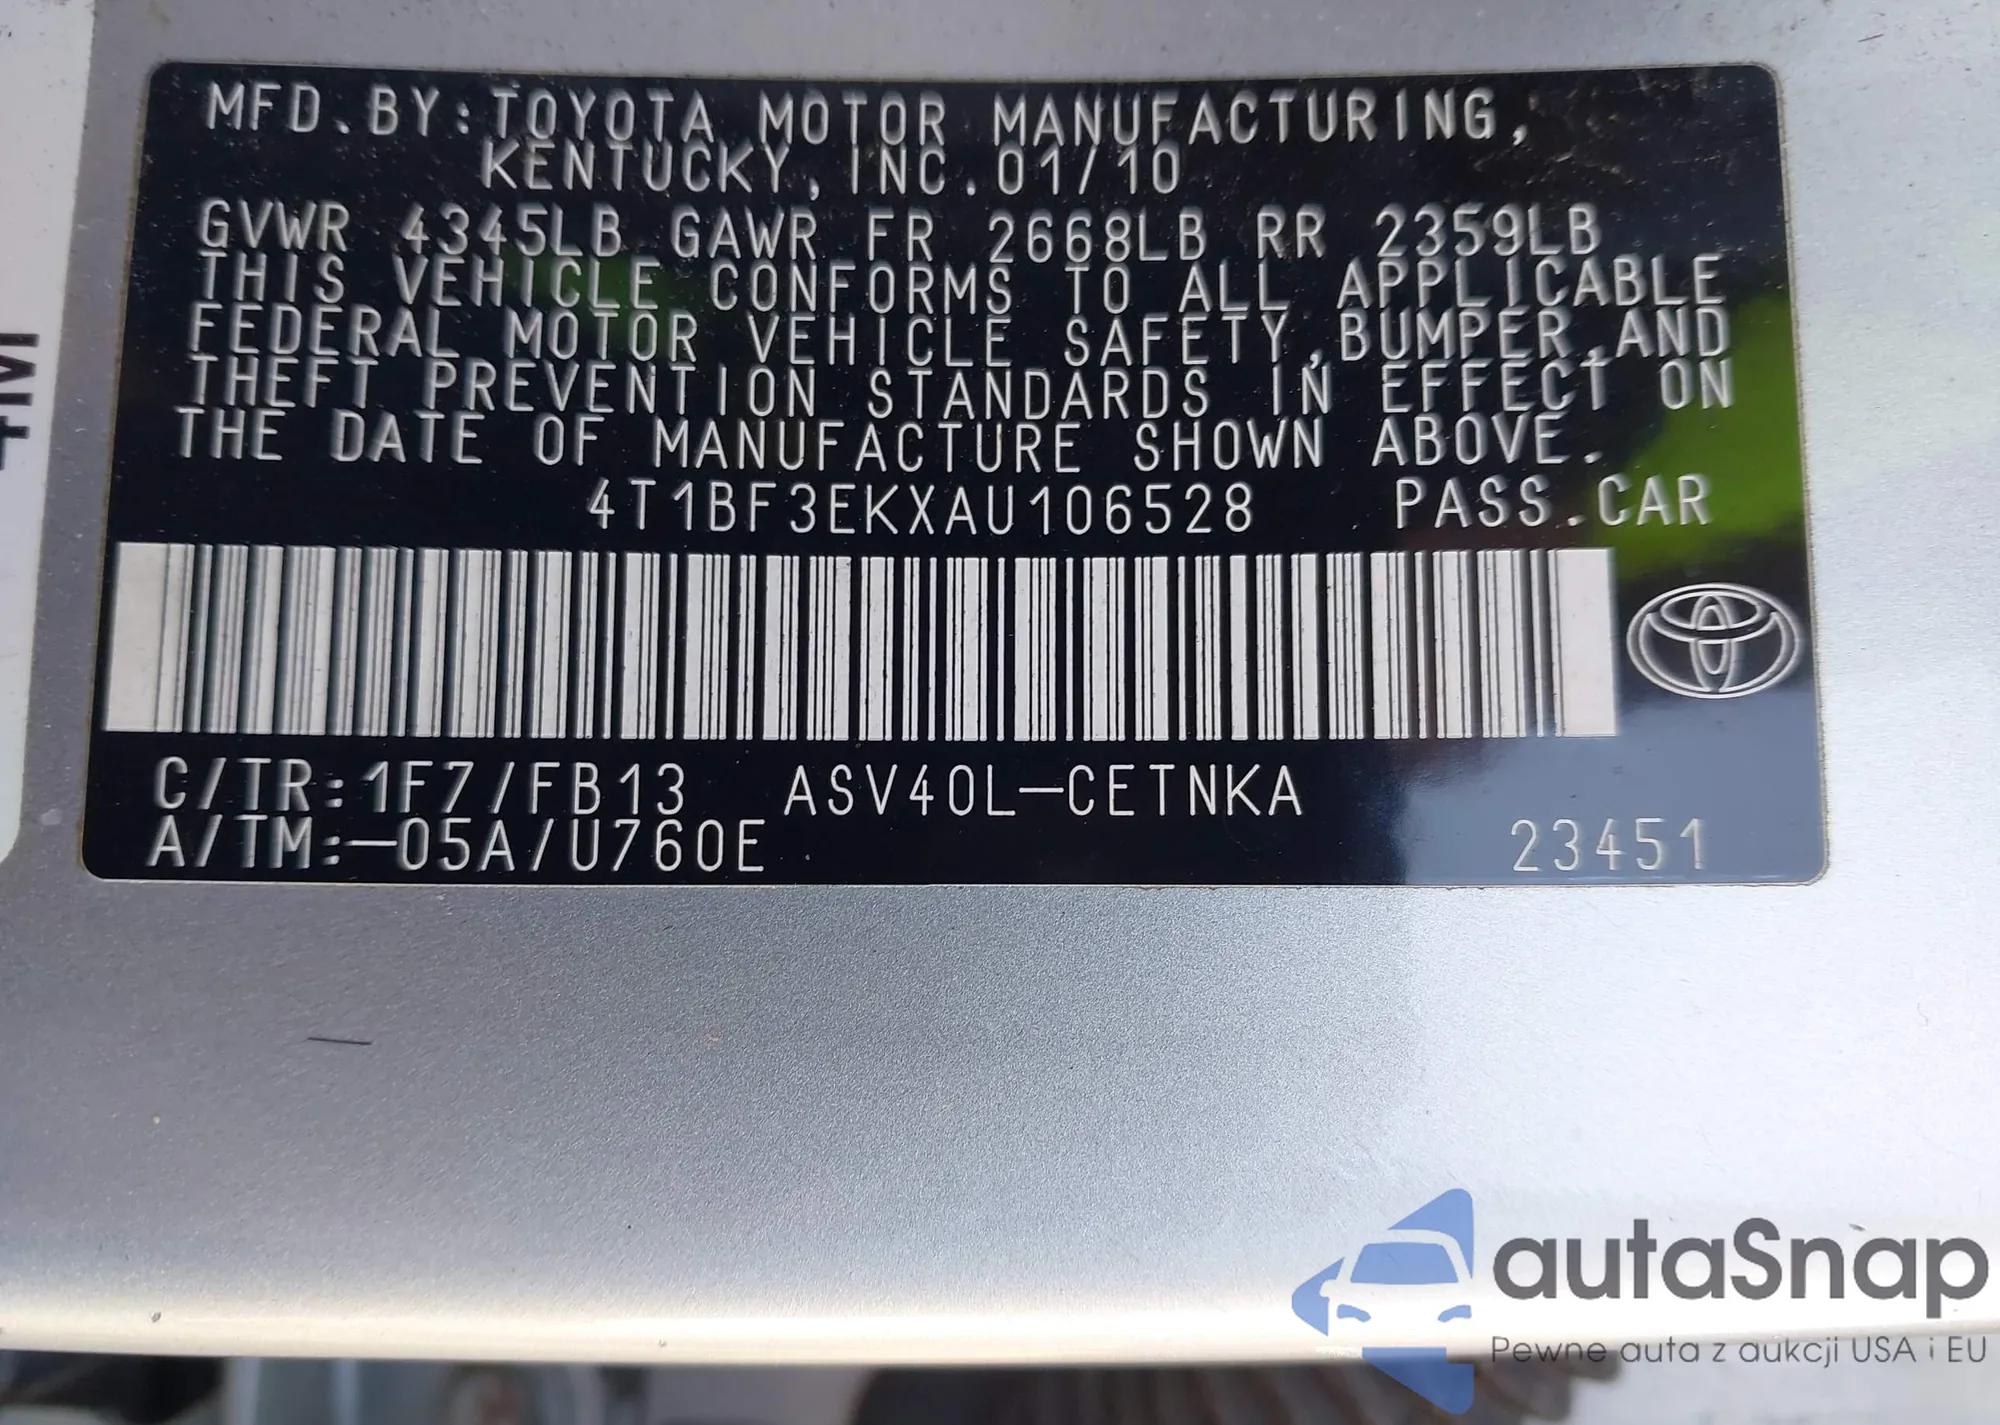 MFD.BY:TOYOTA MOTOR MANUFACTURING,
KENTUCKY, INC.01/10
GVWR 4345LB GAWR FR 2668LB RR 2359LB
THIS VEHICLE CONFORMS TO ALL APPLICABLE
FEDERAL MOTOR VEHICLE SAFETY,BUMPER,AND
THEFT PREVENTION STANDARDS IN EFFECT ON
THE DATE OF MANUFACTURE SHOWN ABOVE.
4T1BF3EKXAU106528 PASS.CAR
C/TR:1F7/FB13 ASV40L-CETNKA
A/TM:-05A/U760E 23451
autaSnap
Pewne auta z aukcji USA i EU